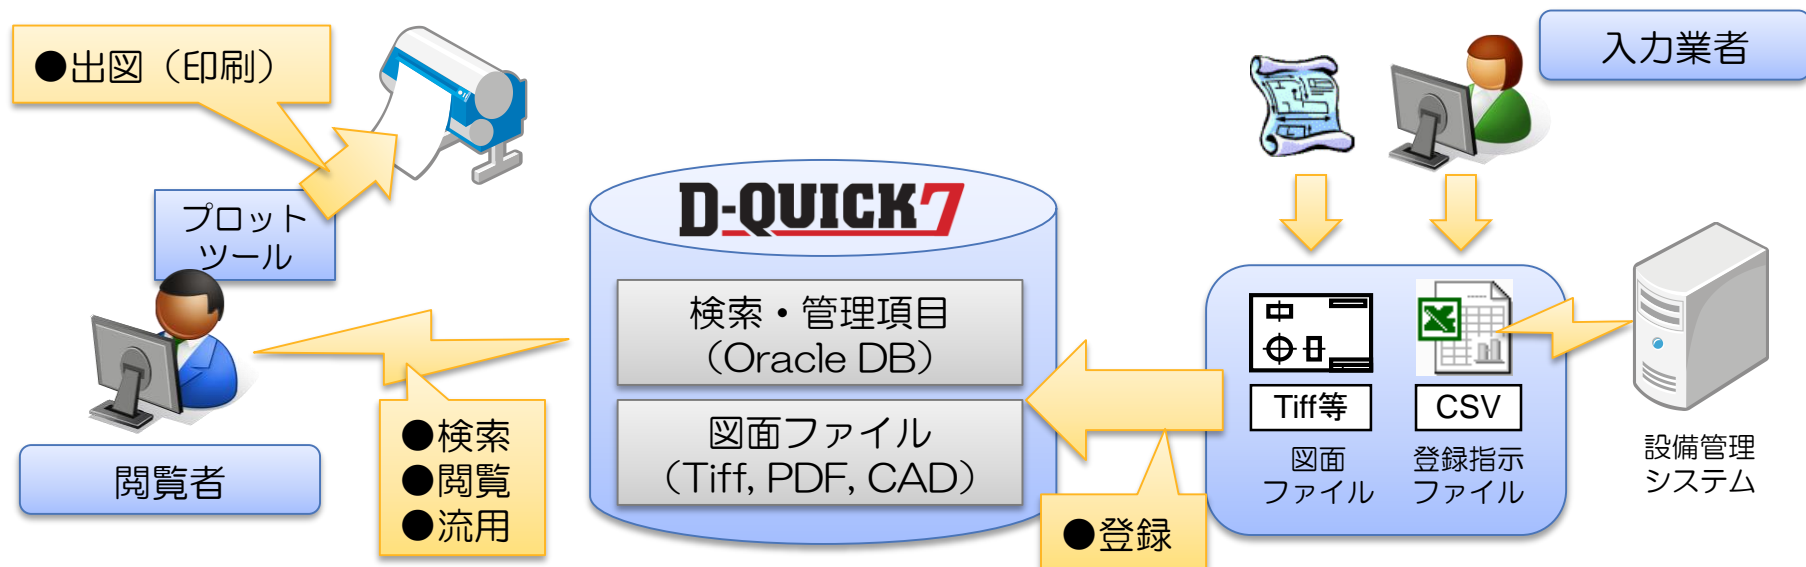 ●出図（印刷）
プロット
ツール
閲覧者
●検索
●閲覧
●流用
D-QUICK7
検索・管理項目
（Oracle DB）
図面ファイル
（Tiff, PDF, CAD）
●登録
入力業者
Tiff等
図面
ファイル
CSV
登録指示
ファイル
設備管理
システム